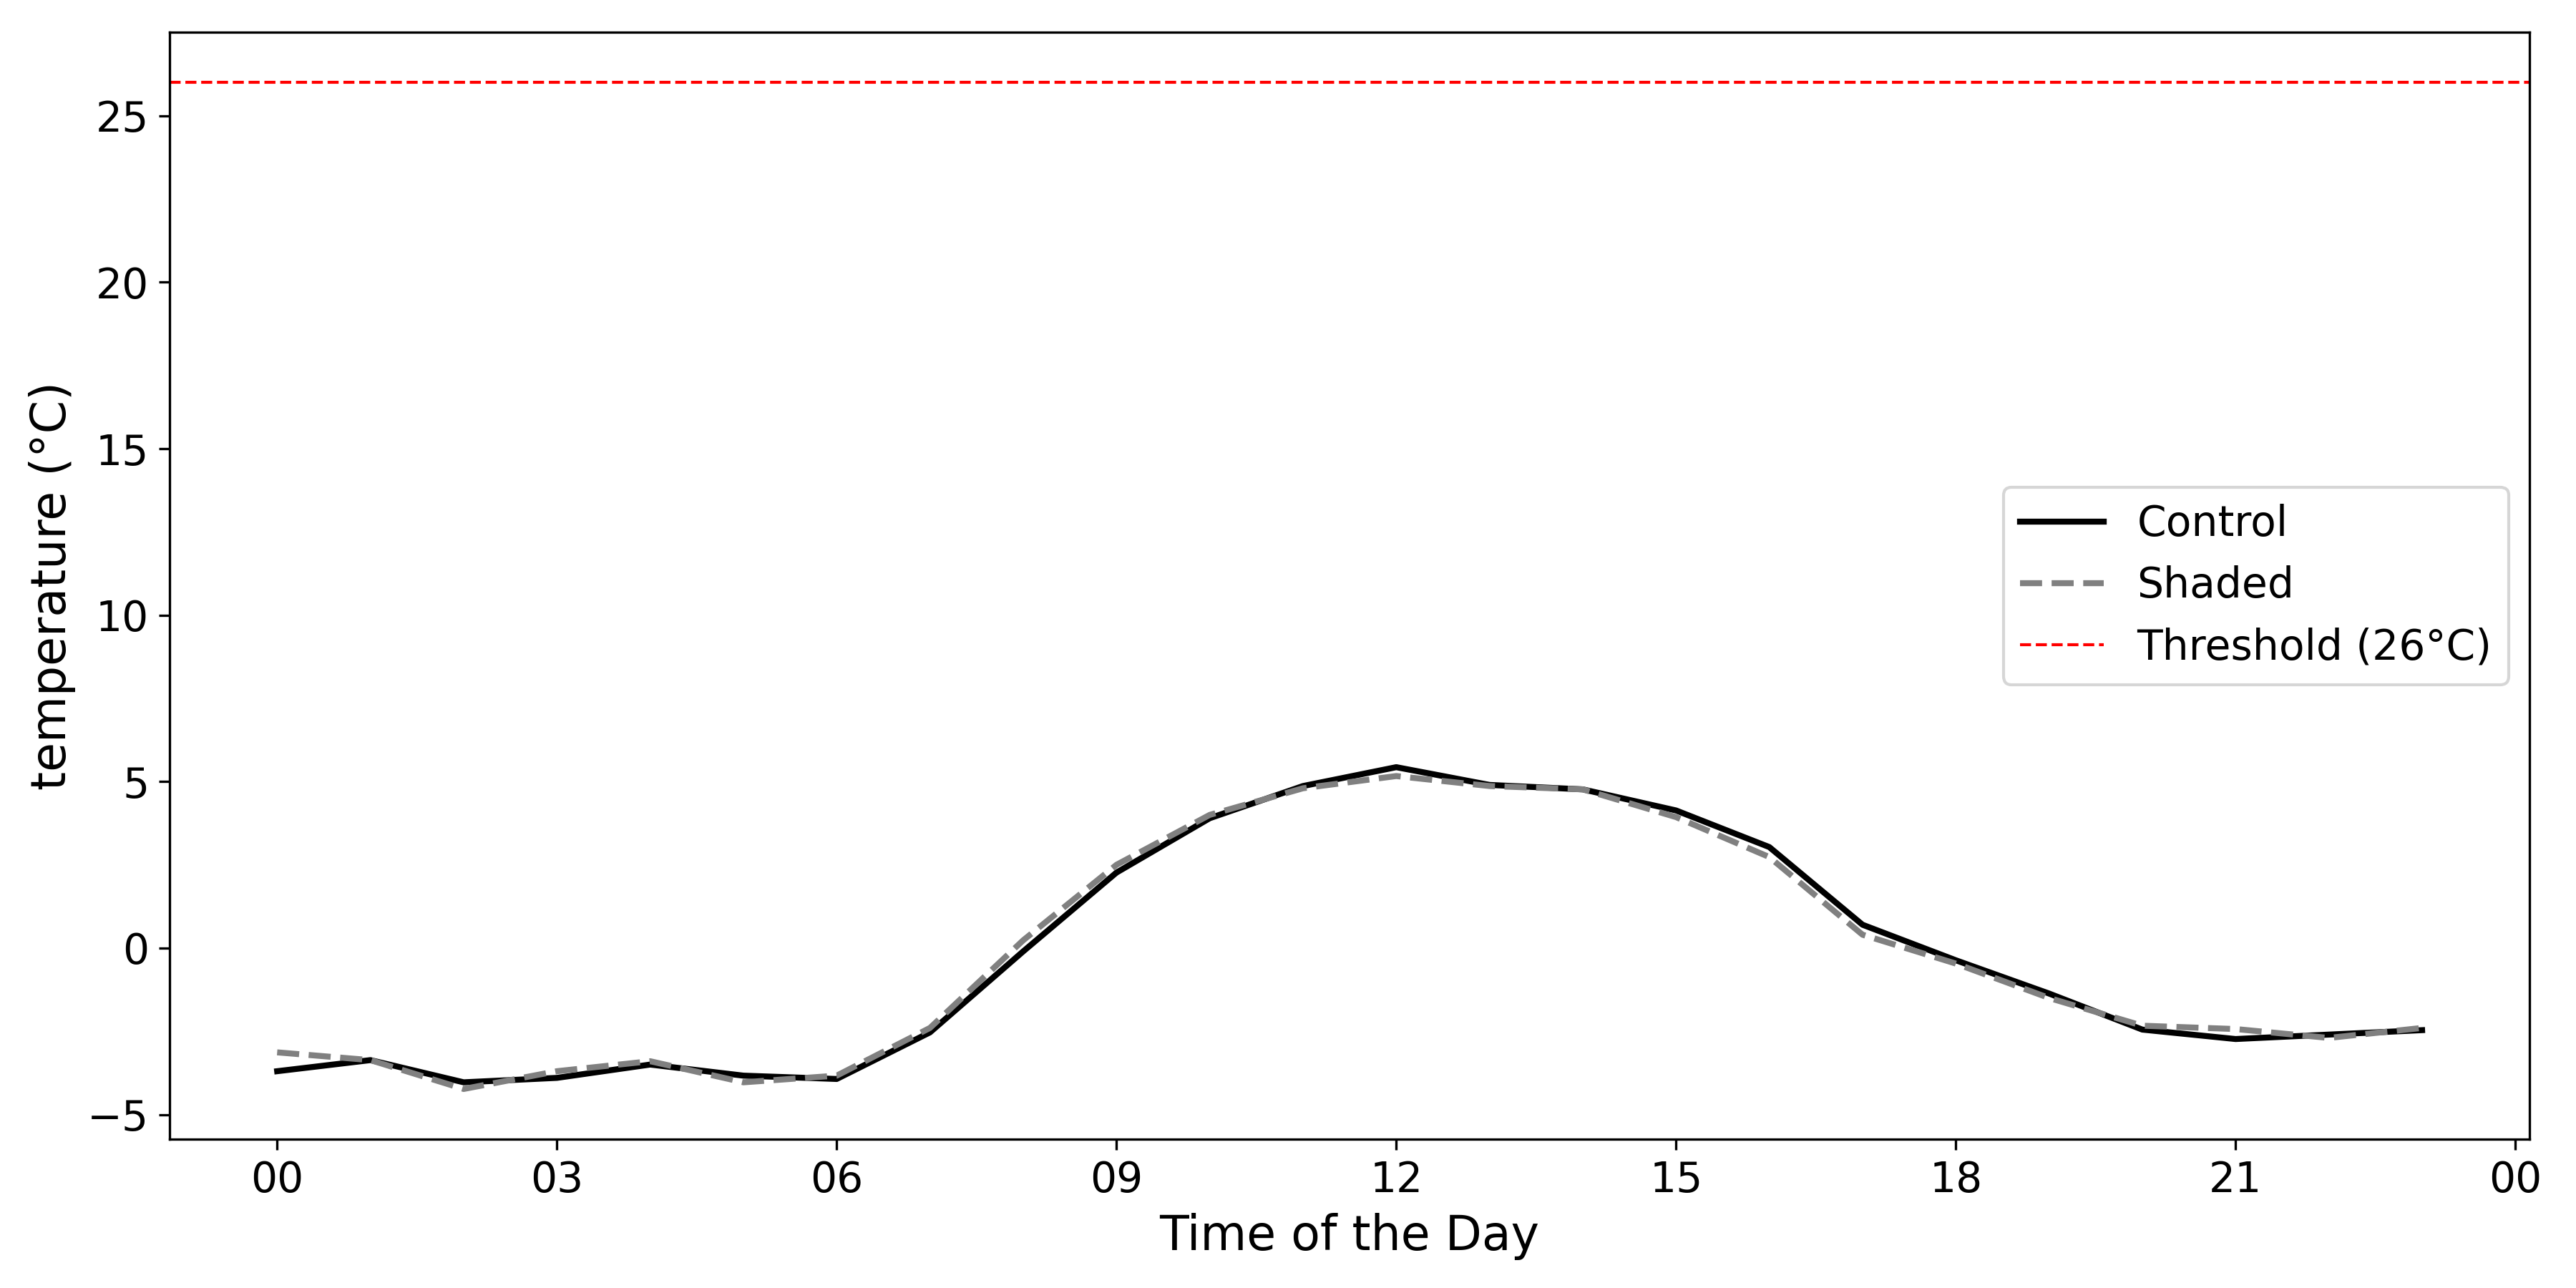 25
20
15
10
5
0
−5
temperature (°C)
Control
Shaded
Threshold (26°C)
00 03 06 09 12 15 18 21 00
Time of the Day